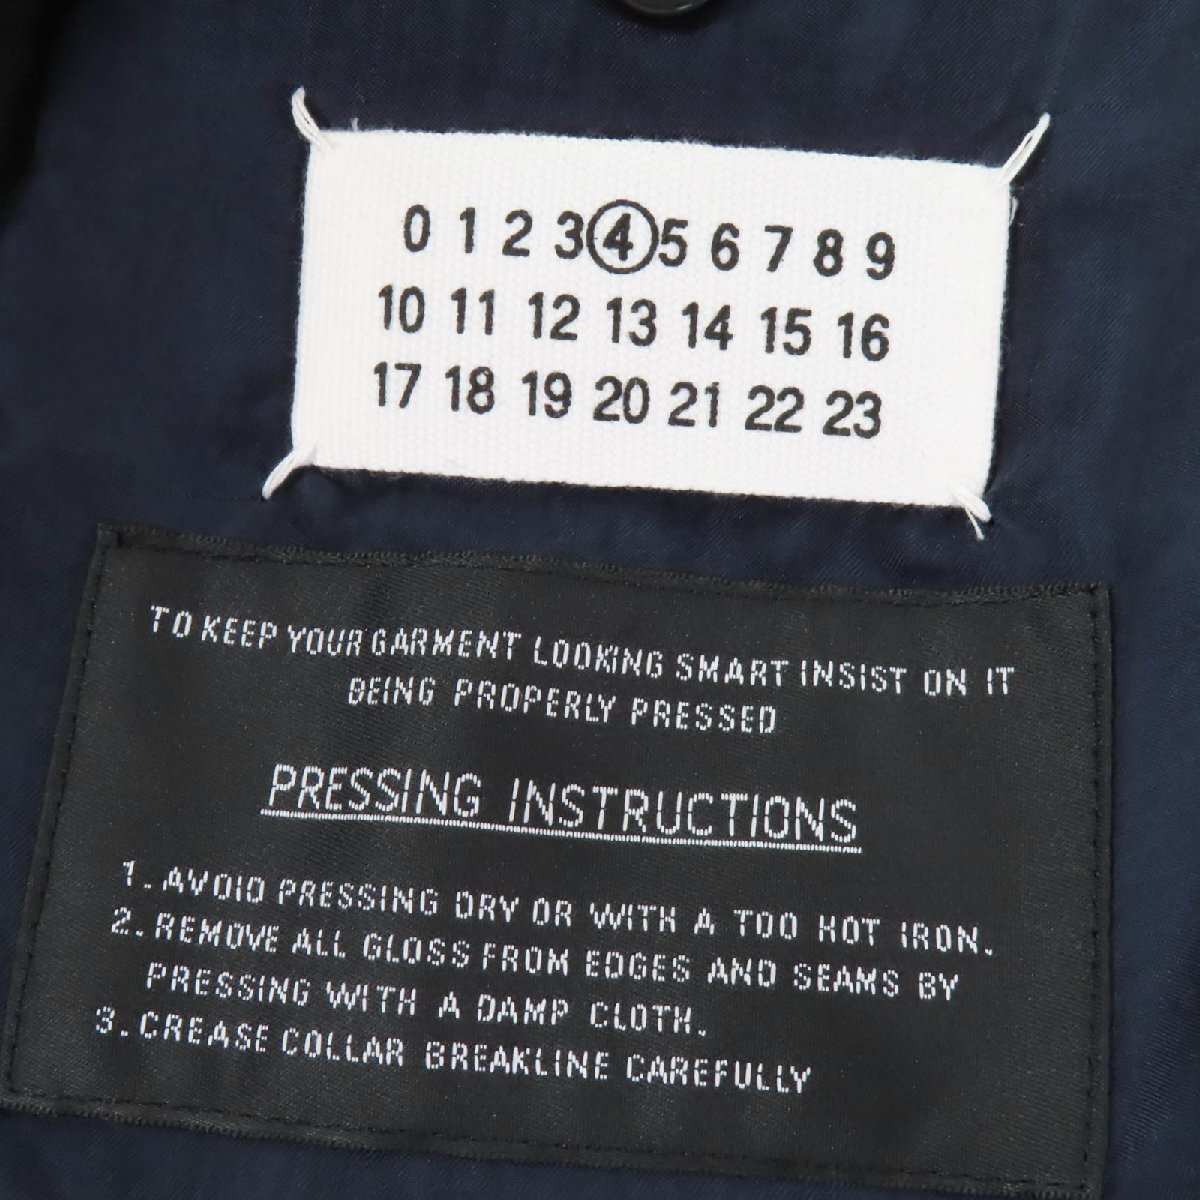 0 1 2 3 4 5 6 7 8 9
10 11 12 13 14 15 16
17 18 19 20 21 22 23
TO KEEP YOUR GARMENT LOOKING SMART INSIST ON IT
BEING PROPERLY PRESSED
PRESSING INSTRUCTIONS
1. AVOID PRESSING DRY OR WITH A TOO HOT IRON.
2. REMOVE ALL GLOSS FROM EDGES AND SEAMS BY
PRESSING WITH A DAMP CLOTH.
3. CREASE COLLAR BREAKLINE CAREFULLY